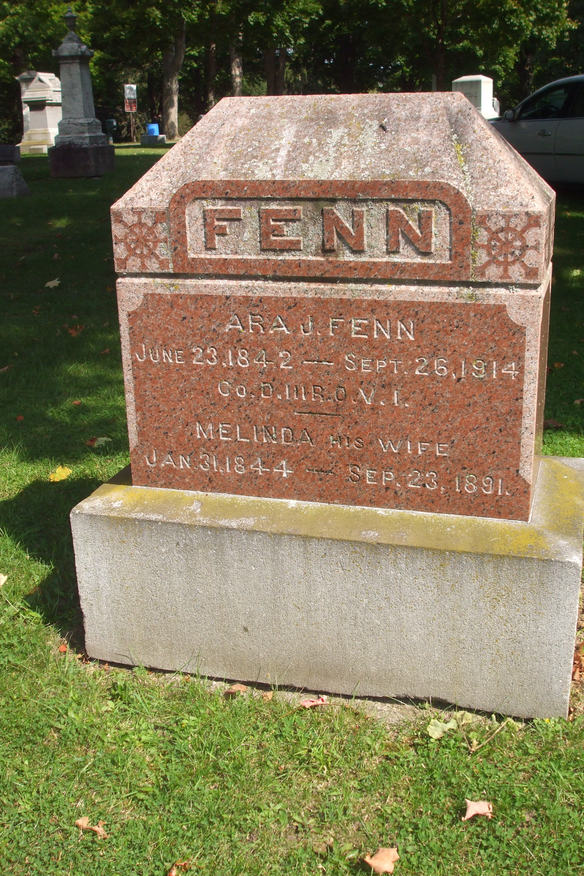 FENN
ARA J. FENN
JUNE 23, 1842 — SEPT. 26, 1914
CO. D. 111 R. O. V. I.
MELINDA HIS WIFE
JAN. 31, 1844 — SEP. 23, 1891.